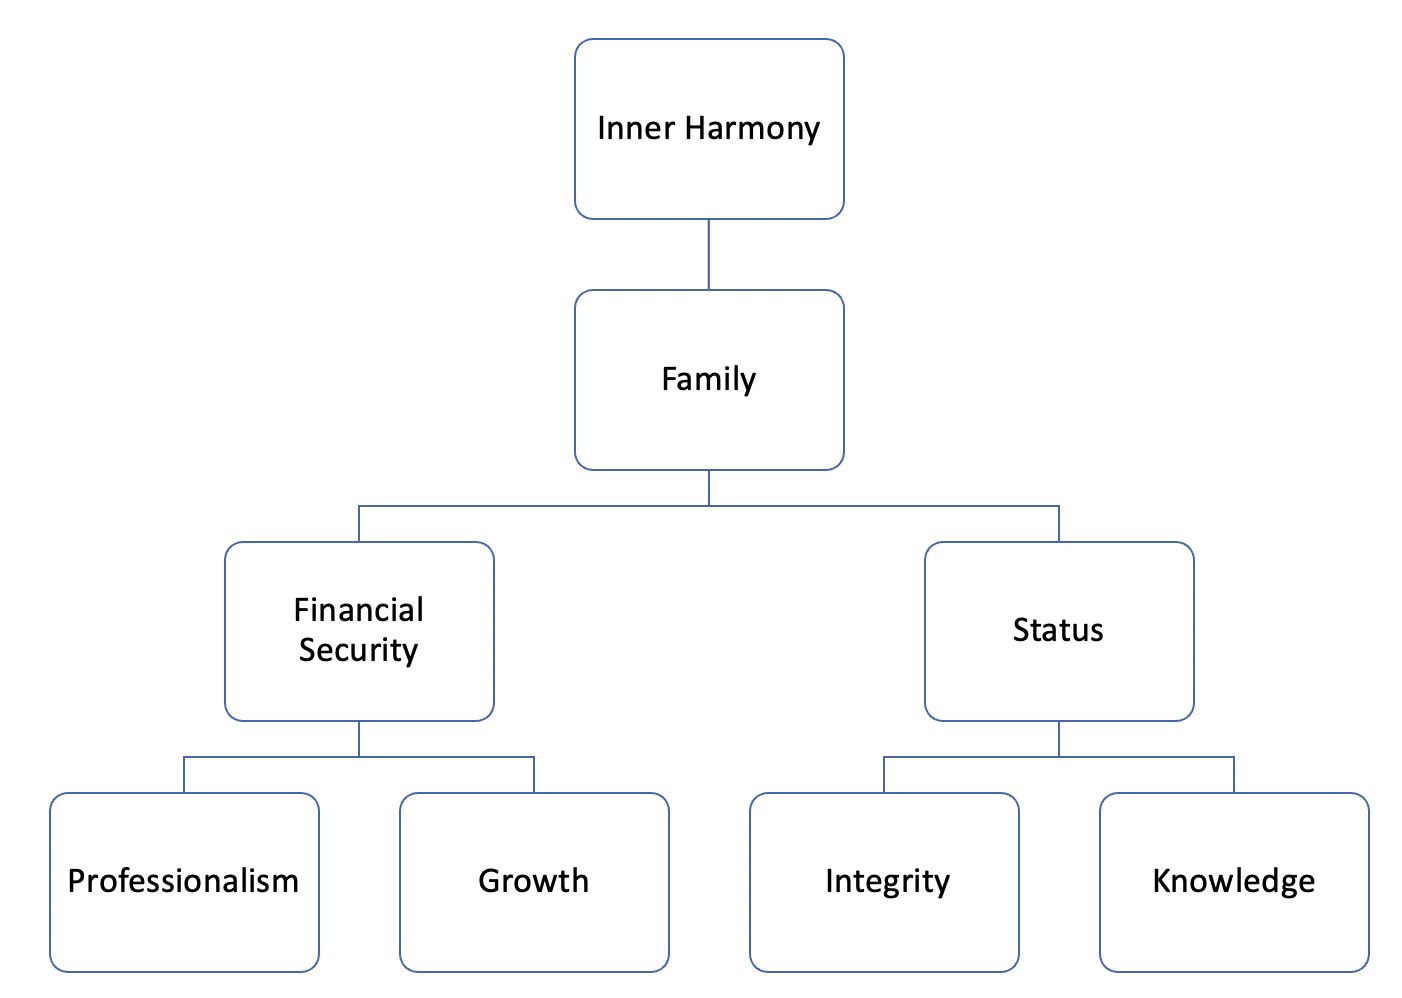 Inner Harmony
Family
Financial
Security
Status
Professionalism
Growth
Integrity
Knowledge